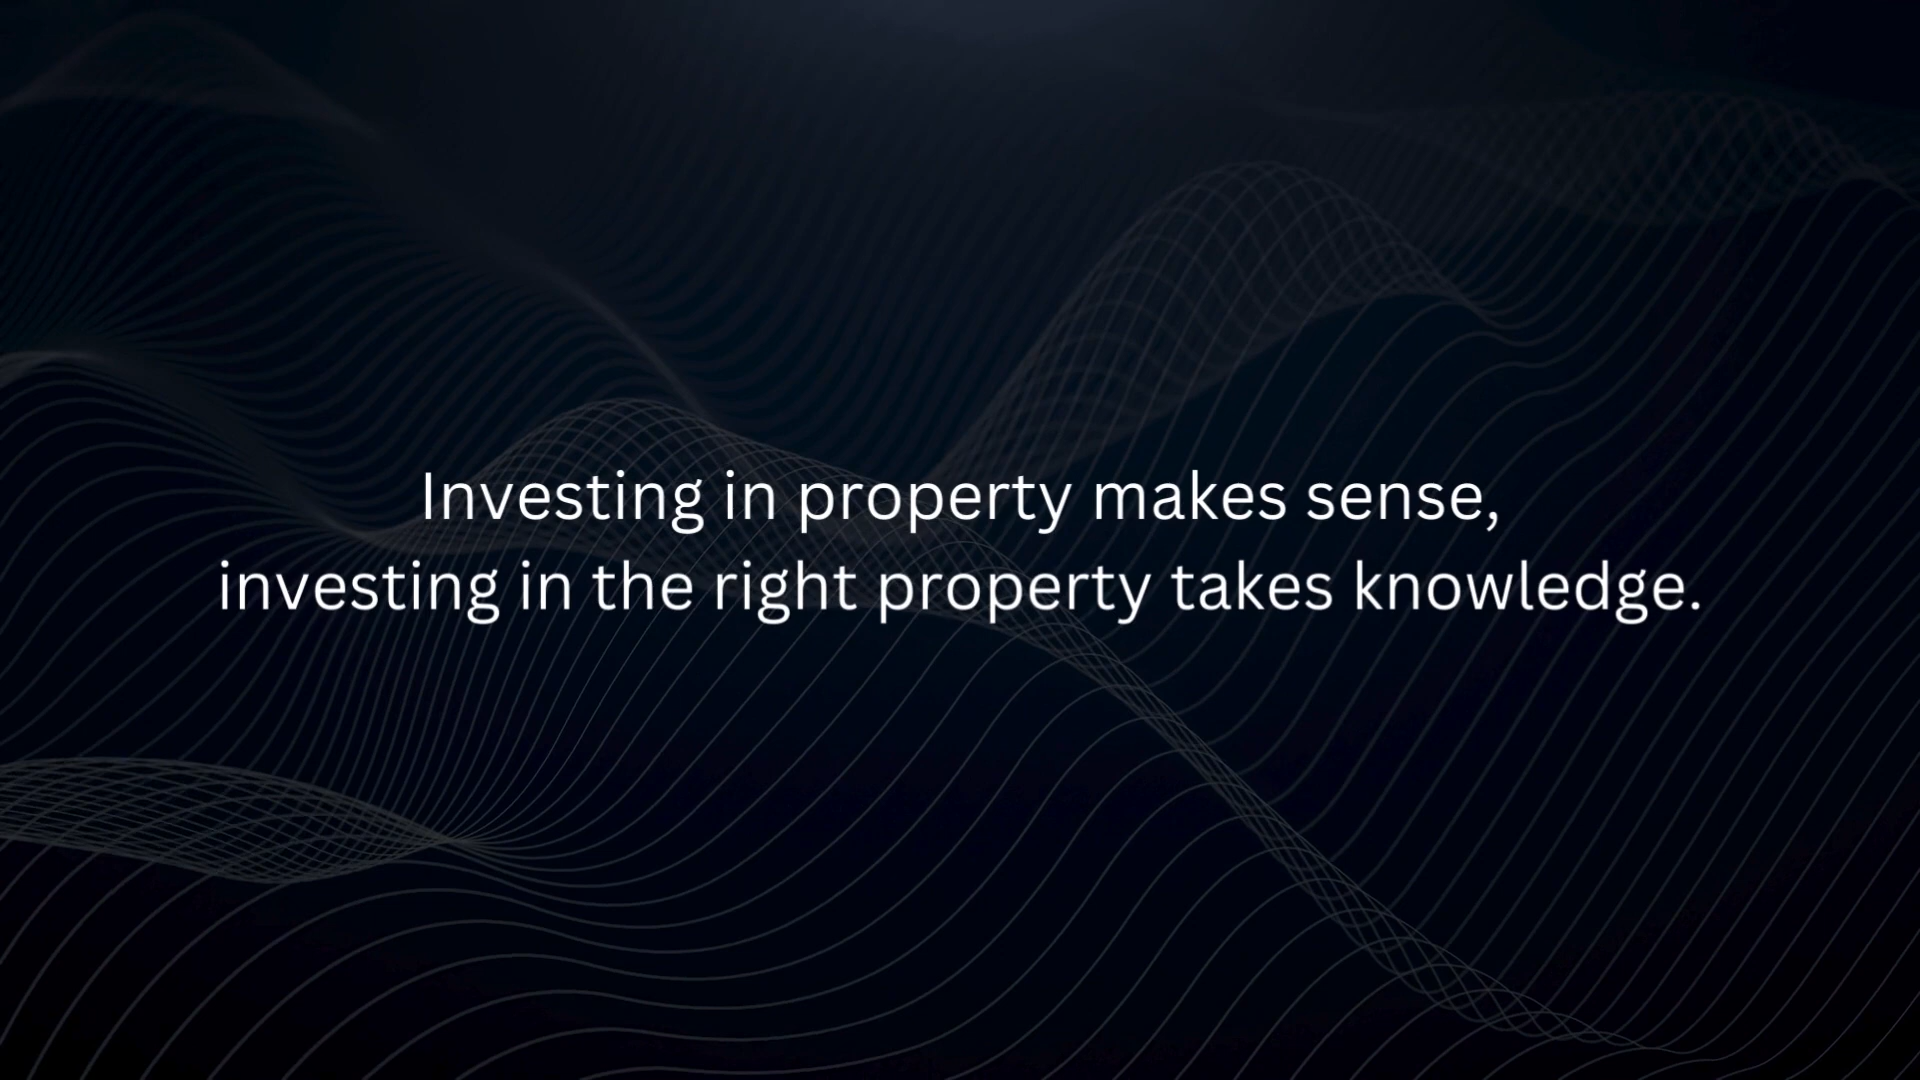 Investing in property makes sense,
investing in the right property takes knowledge.